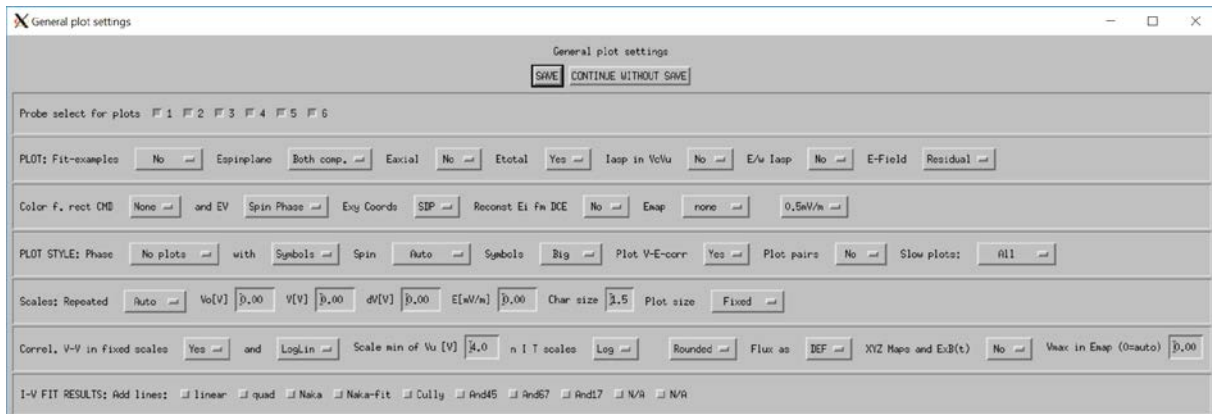 General plot settings
General plot settings
SAVE CONTINUE WITHOUT SAVE
Probe select for plots 1 2 3 4 5 6
PLOT: Fit-examples No Espinplane Both comp. Eaxial No Etotal Yes Iasp in VcVu No E/w Iasp No E-Field Residual
Color f. rect CMD None and EV Spin Phase Exy Coords SDP Reconst Ei fm DCE No Emap none 0.5mV/m
PLOT STYLE: Phase No plots with Symbols Spin Auto Symbols Big Plot V-E-corr Yes Plot pairs No Slow plots: All
Scales: Repeated Auto Vo[V] 0.00 V[V] 0.00 dV[V] 0.00 E[mV/m] 0.00 Char size 1.5 Plot size Fixed
Correl. V-V in fixed scales Yes and LogLin Scale min of Vu [V] 4.0 n I T scales Log Rounded Flux as DEF XYZ Maps and ExB(t) No Vmax in Emap (0=auto) 0.00
I-V FIT RESULTS: Add lines: linear quad Naka Naka-fit Cully And45 And67 And17 N/A N/A